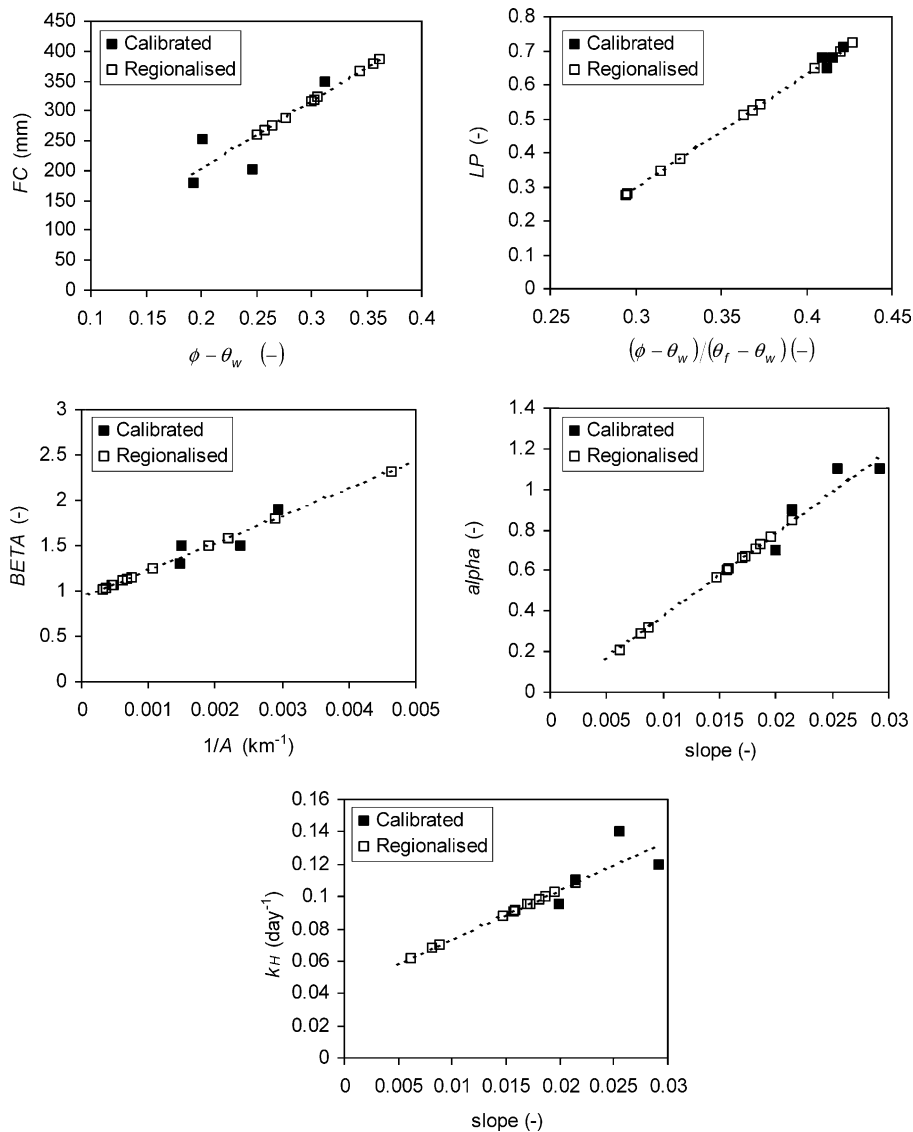 450
400
350
300
250
200
150
100
50
0
FC (mm)
■ Calibrated
□ Regionalised
0.1 0.15 0.2 0.25 0.3 0.35 0.4
ϕ − θw (−)
0.8
0.7
0.6
0.5
0.4
0.3
0.2
0.1
0
LP (-)
■ Calibrated
□ Regionalised
0.25 0.3 0.35 0.4 0.45
(ϕ − θw)/(θf − θw) (−)
3
2.5
2
1.5
1
0.5
0
BETA (-)
■ Calibrated
□ Regionalised
0 0.001 0.002 0.003 0.004 0.005
1/A (km⁻¹)
1.4
1.2
1
0.8
0.6
0.4
0.2
0
alpha (-)
■ Calibrated
□ Regionalised
0 0.005 0.01 0.015 0.02 0.025 0.03
slope (-)
0.16
0.14
0.12
0.1
0.08
0.06
0.04
0.02
0
kH (day⁻¹)
■ Calibrated
□ Regionalised
0 0.005 0.01 0.015 0.02 0.025 0.03
slope (-)